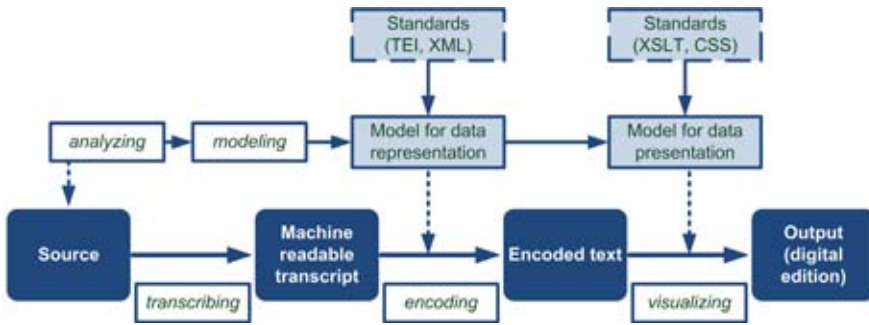 Standards
(TEI, XML)
Standards
(XSLT, CSS)
analyzing
modeling
Model for data
representation
Model for data
presentation
Source
Machine
readable
transcript
Encoded text
Output
(digital
edition)
transcribing
encoding
visualizing